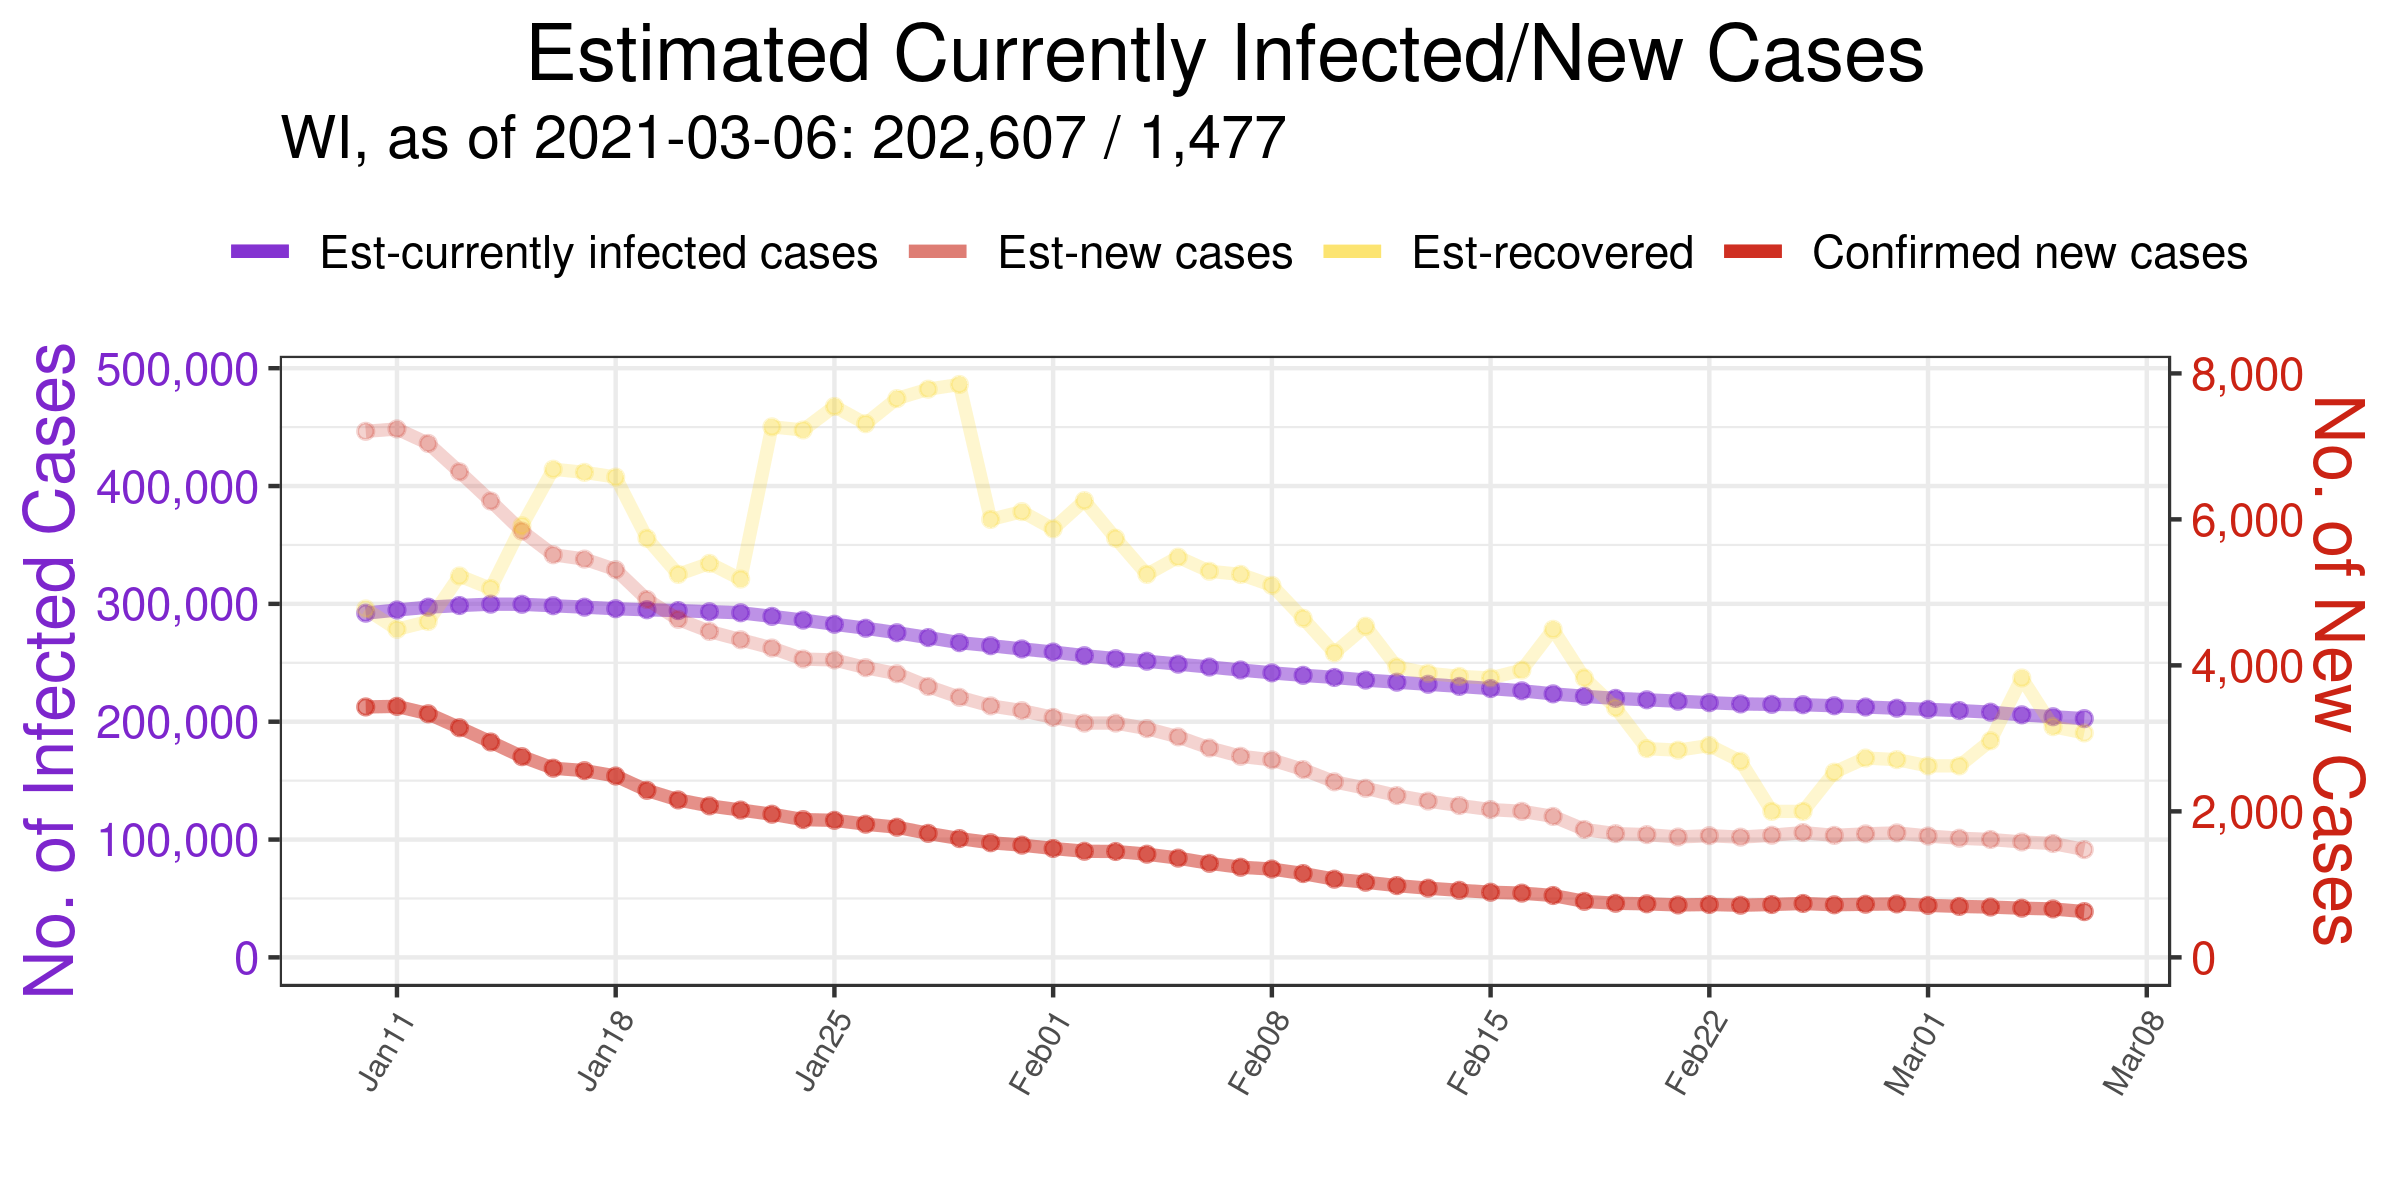 Estimated Currently Infected/New Cases
WI, as of 2021-03-06: 202,607 / 1,477
Est-currently infected cases Est-new cases Est-recovered Confirmed new cases
No. of Infected Cases
500,000
400,000
300,000
200,000
100,000
0
8,000
6,000
4,000
2,000
0
No. of New Cases
Jan11 Jan18 Jan25 Feb01 Feb08 Feb15 Feb22 Mar01 Mar08